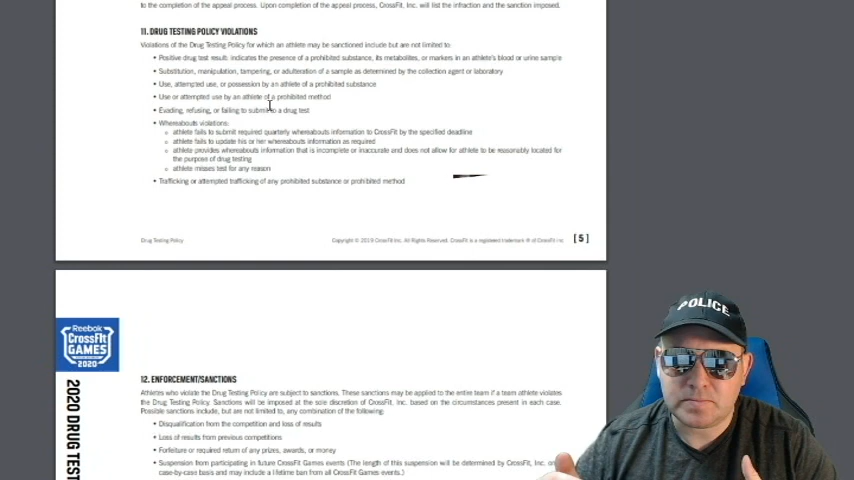 to the completion of the appeal process. Upon completion of the appeal process, CrossFit, Inc. will list the infraction and the sanction imposed.
11. DRUG TESTING POLICY VIOLATIONS
Violations of the Drug Testing Policy for which an athlete may be sanctioned include but are not limited to:
• Positive drug test result: indicates the presence of a prohibited substance, its metabolites, or markers in an athlete's blood or urine sample
• Substitution, manipulation, tampering, or adulteration of a sample as determined by the collection agent or laboratory
• Use, attempted use, or possession by an athlete of a prohibited substance
• Use or attempted use by an athlete of a prohibited method
• Evading, refusing, or failing to submit to a drug test
• Whereabouts violations:
o athlete fails to submit required quarterly whereabouts information to CrossFit by the specified deadline
o athlete fails to update his or her whereabouts information as required
o athlete provides whereabouts information that is incomplete or inaccurate and does not allow for athlete to be reasonably located for
the purpose of drug testing
o athlete misses test for any reason
• Trafficking or attempted trafficking of any prohibited substance or prohibited method
Drug Testing Policy
Copyright © 2019 CrossFit Inc. All Rights Reserved. CrossFit is a registered trademark ® of CrossFit Inc
[ 5 ]
POLICE
Reebok
CrossFit
GAMES
2020
2020 DRUG TEST
12. ENFORCEMENT/SANCTIONS
Athletes who violate the Drug Testing Policy are subject to sanctions. These sanctions may be applied to the entire team if a team athlete violates
the Drug Testing Policy. Sanctions will be imposed at the sole discretion of CrossFit, Inc. based on the circumstances present in each case.
Possible sanctions include, but are not limited to, any combination of the following:
• Disqualification from the competition and loss of results
• Loss of results from previous competitions
• Forfeiture or required return of any prizes, awards, or money
• Suspension from participating in future CrossFit Games events (The length of this suspension will be determined by CrossFit, Inc. on
case-by-case basis and may include a lifetime ban from all CrossFit Games events.)